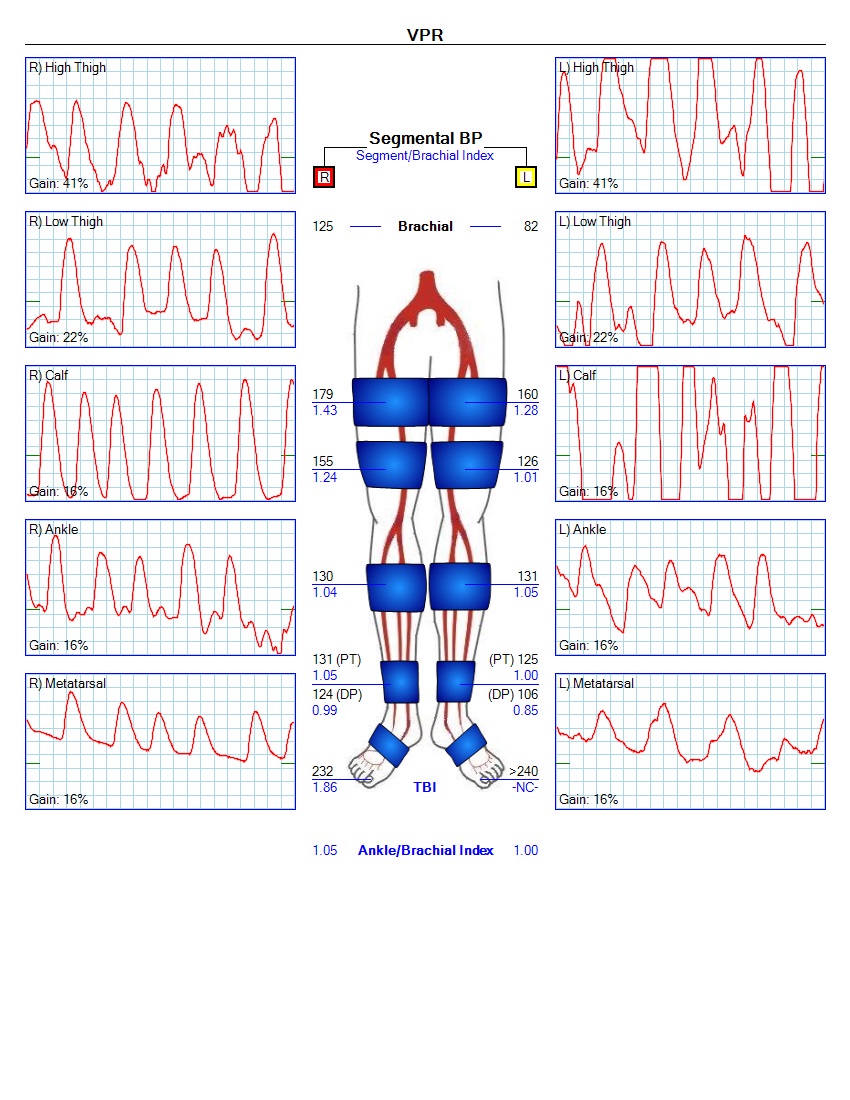 VPR
R) High Thigh
Gain: 41%
R) Low Thigh
Gain: 22%
R) Calf
Gain: 16%
R) Ankle
Gain: 16%
R) Metatarsal
Gain: 16%
Segmental BP
Segment/Brachial Index
R
L
125 Brachial 82
179 160
1.43 1.28
155 126
1.24 1.01
130 131
1.04 1.05
131 (PT) (PT) 125
1.05 1.00
124 (DP) (DP) 106
0.99 0.85
232 >240
1.86 TBI -NC-
1.05 Ankle/Brachial Index 1.00
L) High Thigh
Gain: 41%
L) Low Thigh
Gain: 22%
L) Calf
Gain: 16%
L) Ankle
Gain: 16%
L) Metatarsal
Gain: 16%